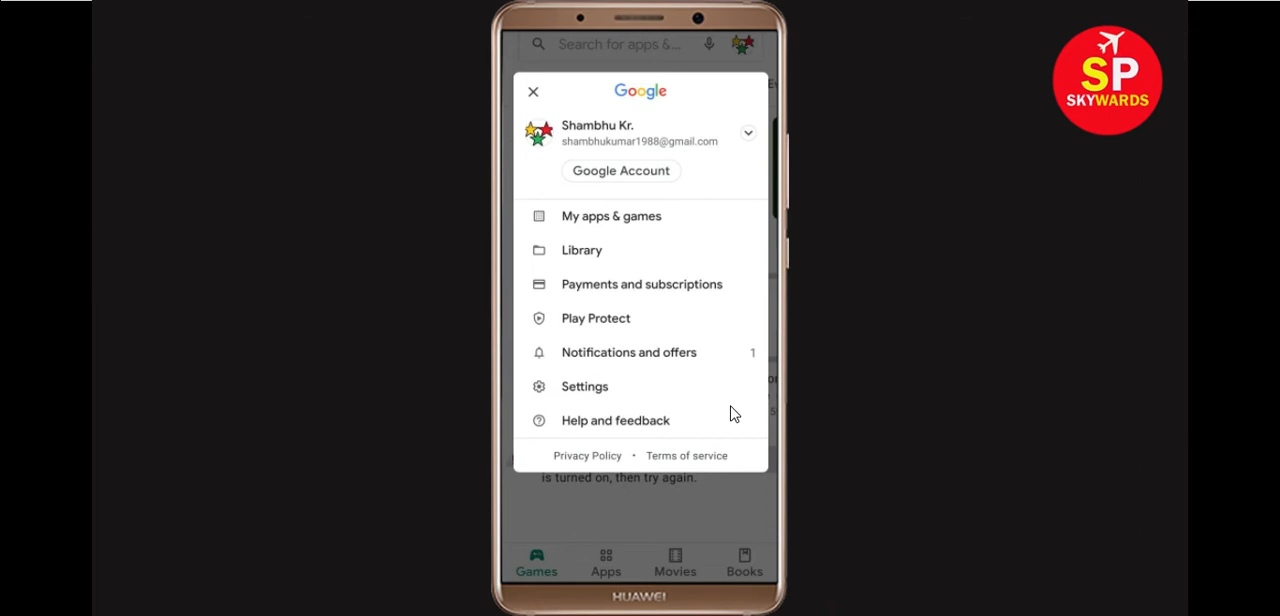 Search for apps &...
SP
SKYWARDS
Google
Shambhu Kr.
shambhukumar1988@gmail.com
Google Account
My apps & games
Library
Payments and subscriptions
Play Protect
Notifications and offers 1
Settings
Help and feedback
Privacy Policy • Terms of service
is turned on, then try again.
Games Apps Movies Books
HUAWEI